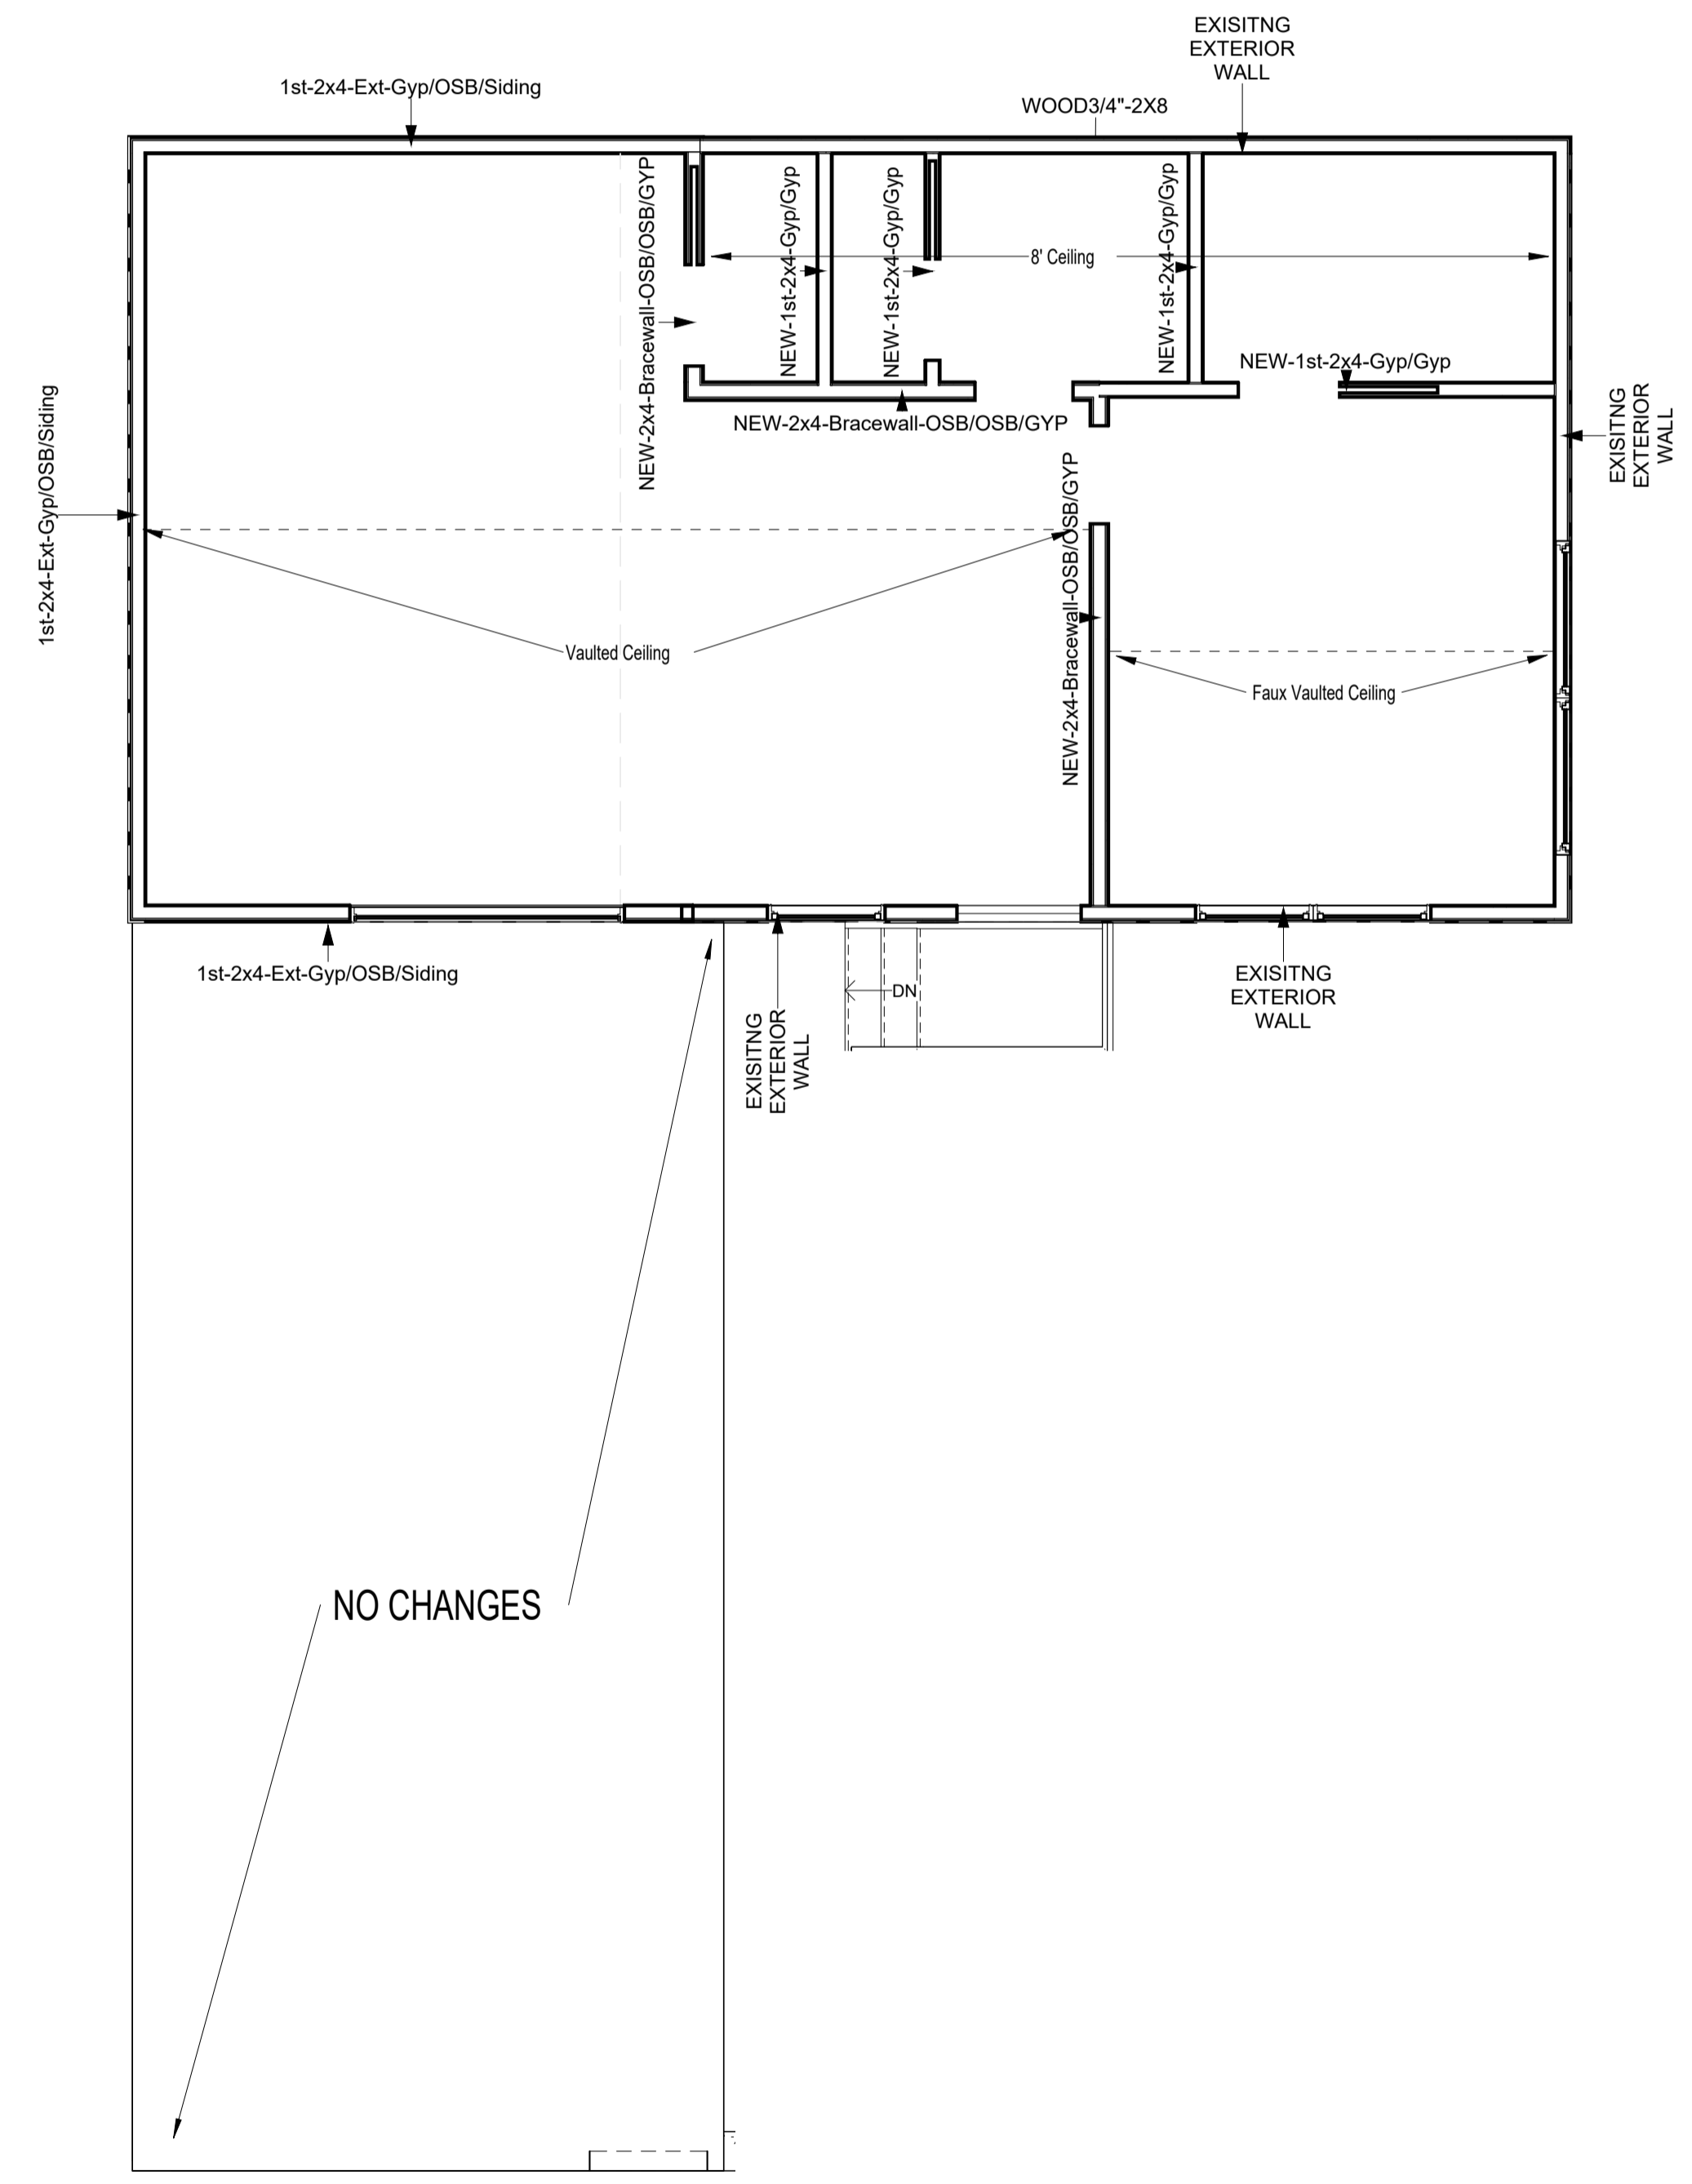 EXISITNG
EXTERIOR
WALL
1st-2x4-Ext-Gyp/OSB/Siding
WOOD3/4"-2X8
NEW-2x4-Bracewall-OSB/OSB/GYP
NEW-1st-2x4-Gyp/Gyp
NEW-1st-2x4-Gyp/Gyp
NEW-1st-2x4-Gyp/Gyp
8' Ceiling
NEW-1st-2x4-Gyp/Gyp
NEW-2x4-Bracewall-OSB/OSB/GYP
1st-2x4-Ext-Gyp/OSB/Siding
EXISITNG
EXTERIOR
WALL
NEW-2x4-Bracewall-OSB/OSB/GYP
Vaulted Ceiling
Faux Vaulted Ceiling
1st-2x4-Ext-Gyp/OSB/Siding
DN
EXISITNG
EXTERIOR
WALL
EXISITNG
EXTERIOR
WALL
NO CHANGES